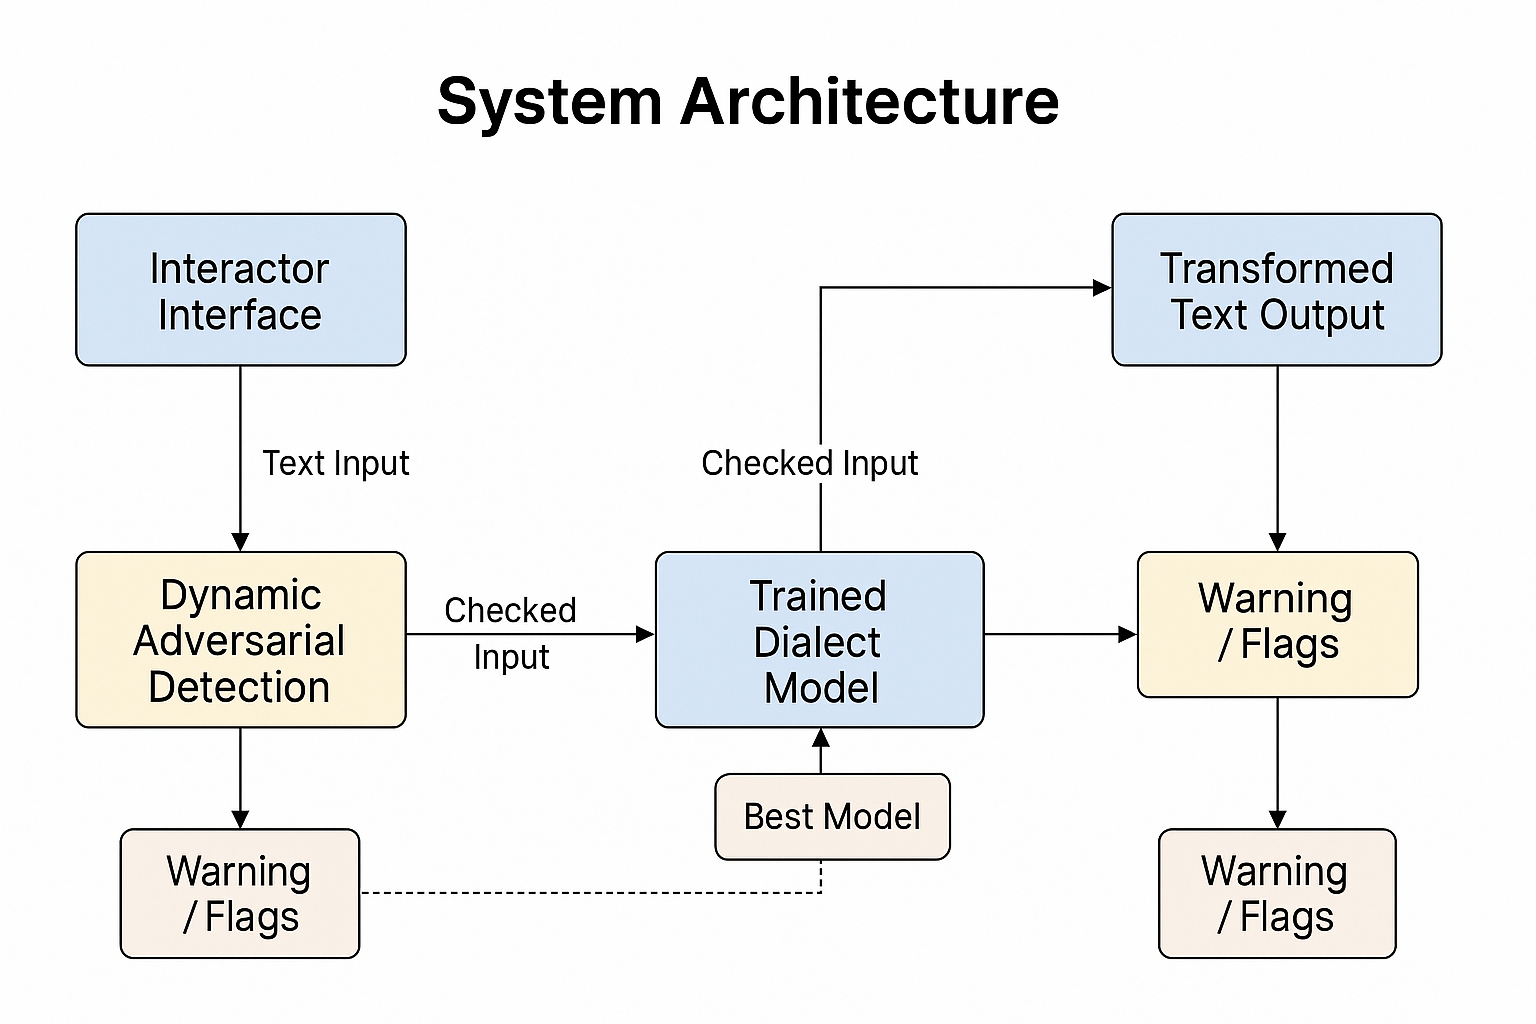 System Architecture
Interactor
Interface
Transformed
Text Output
Text Input
Checked Input
Dynamic
Adversarial
Detection
Checked
Input
Trained
Dialect
Model
Warning
/ Flags
Best Model
Warning
/ Flags
Warning
/ Flags